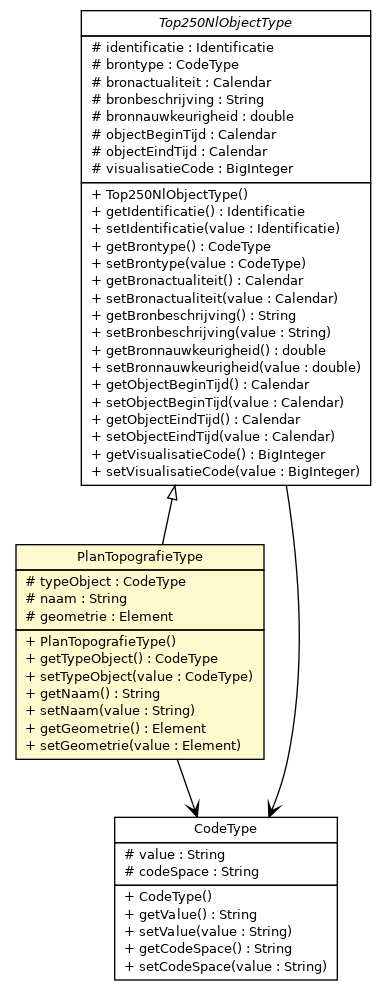 Top250NlObjectType
# identificatie : Identificatie
# brontype : CodeType
# bronactualiteit : Calendar
# bronbeschrijving : String
# bronnauwkeurigheid : double
# objectBeginTijd : Calendar
# objectEindTijd : Calendar
# visualisatieCode : BigInteger
+ Top250NlObjectType()
+ getIdentificatie() : Identificatie
+ setIdentificatie(value : Identificatie)
+ getBrontype() : CodeType
+ setBrontype(value : CodeType)
+ getBronactualiteit() : Calendar
+ setBronactualiteit(value : Calendar)
+ getBronbeschrijving() : String
+ setBronbeschrijving(value : String)
+ getBronnauwkeurigheid() : double
+ setBronnauwkeurigheid(value : double)
+ getObjectBeginTijd() : Calendar
+ setObjectBeginTijd(value : Calendar)
+ getObjectEindTijd() : Calendar
+ setObjectEindTijd(value : Calendar)
+ getVisualisatieCode() : BigInteger
+ setVisualisatieCode(value : BigInteger)
PlanTopografieType
# typeObject : CodeType
# naam : String
# geometrie : Element
+ PlanTopografieType()
+ getTypeObject() : CodeType
+ setTypeObject(value : CodeType)
+ getNaam() : String
+ setNaam(value : String)
+ getGeometrie() : Element
+ setGeometrie(value : Element)
CodeType
# value : String
# codeSpace : String
+ CodeType()
+ getValue() : String
+ setValue(value : String)
+ getCodeSpace() : String
+ setCodeSpace(value : String)